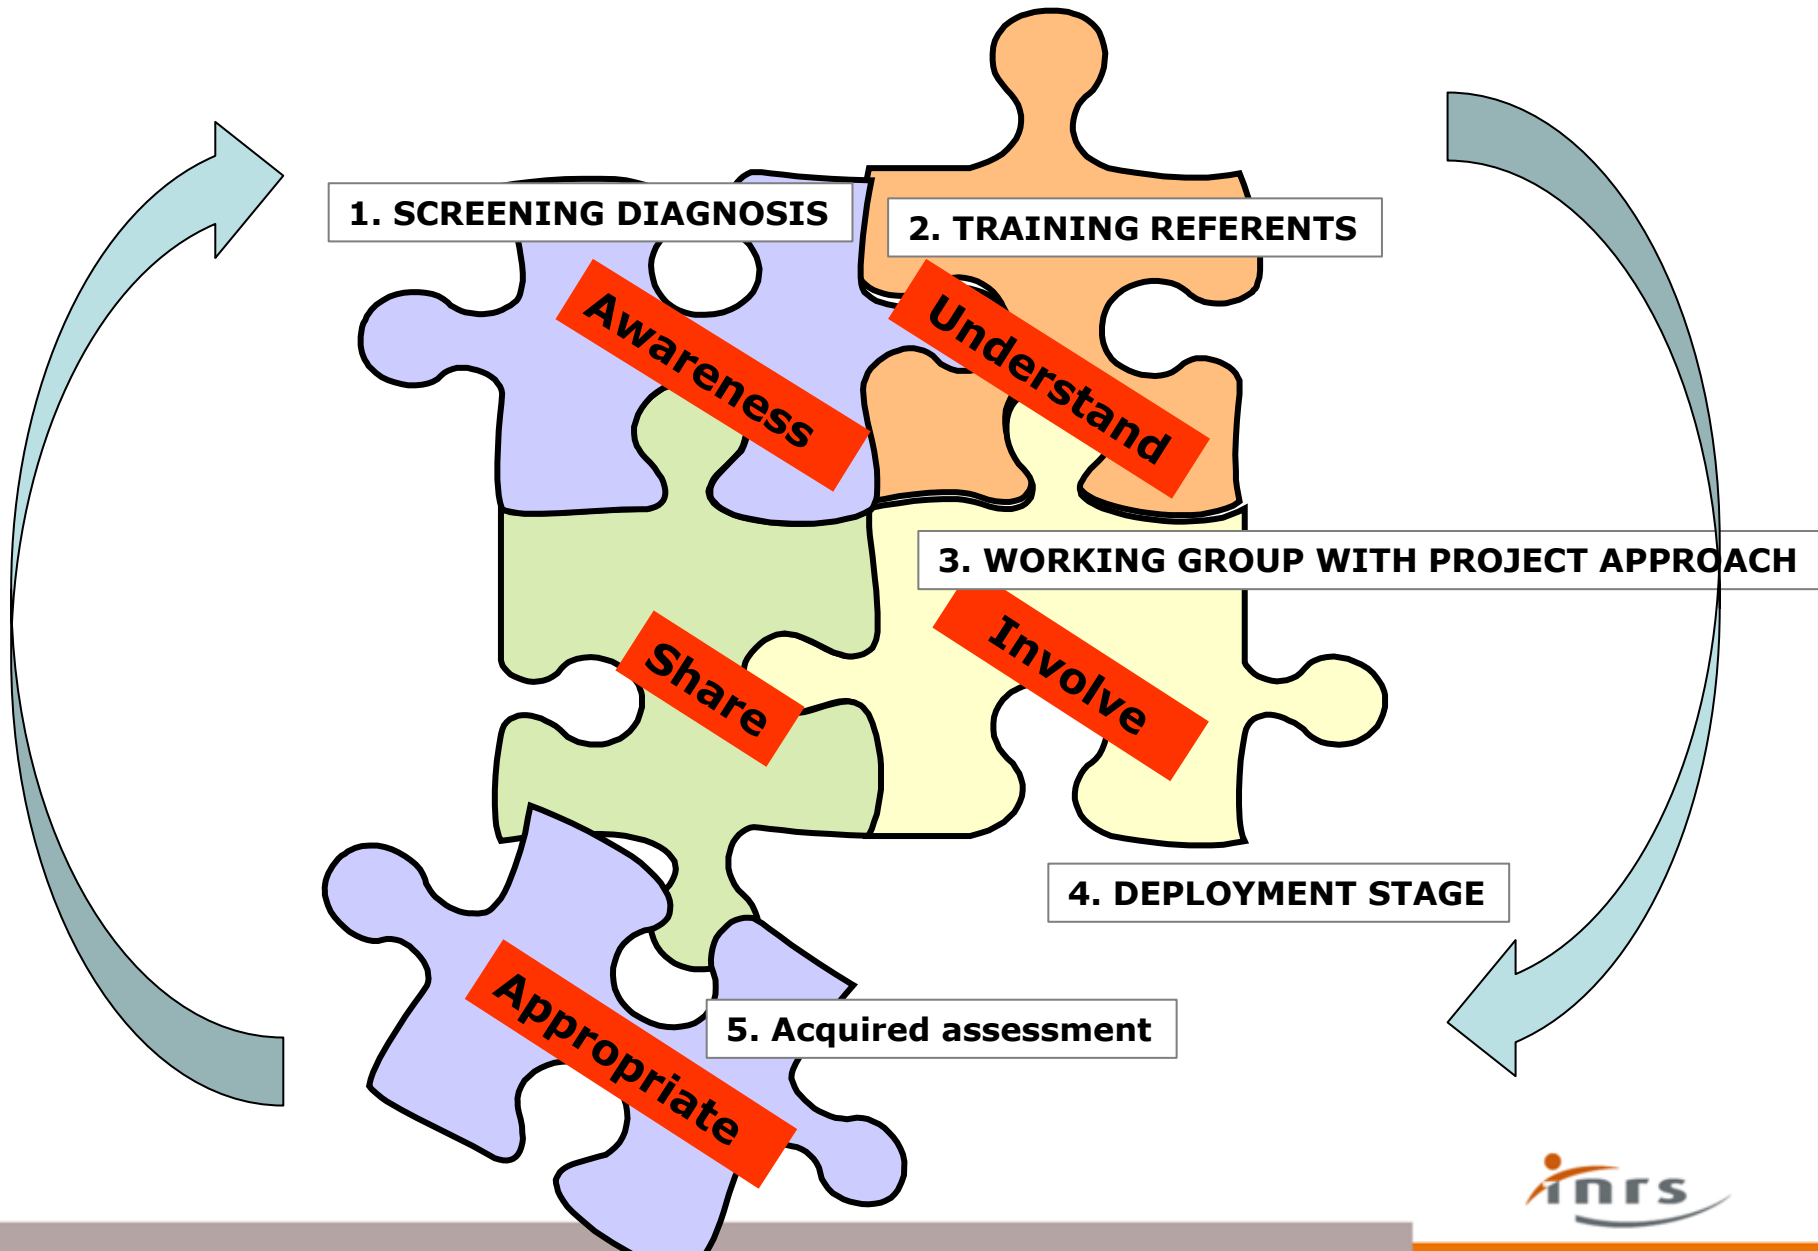 1. SCREENING DIAGNOSIS
2. TRAINING REFERENTS
Awareness
Understand
3. WORKING GROUP WITH PROJECT APPROACH
Share
Involve
4. DEPLOYMENT STAGE
5. Acquired assessment
Appropriate
inrs